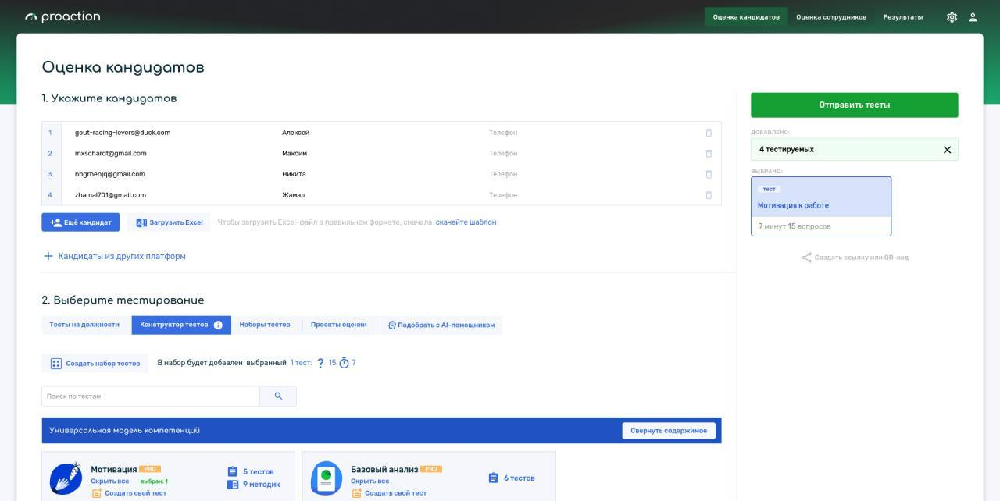 proaction
Оценка кандидатов Оценка сотрудников Результаты
Оценка кандидатов
1. Укажите кандидатов
1 gout-racing-levers@duck.com Алексей Телефон
2 mxschardt@gmail.com Максим Телефон
3 nbgrhenjq@gmail.com Никита Телефон
4 zhamal701@gmail.com Жамал Телефон
Ещё кандидат Загрузить Excel Чтобы загрузить Excel-файл в правильном формате, сначала скачайте шаблон
Кандидаты из других платформ
Отправить тесты
ДОБАВЛЕНО:
4 тестируемых
ВЫБРАНО:
тест
Мотивация к работе
7 минут 15 вопросов
Создать ссылку или QR-код
2. Выберите тестирование
Тесты на должности Конструктор тестов Наборы тестов Проекты оценки Подобрать с AI-помощником
Создать набор тестов В набор будет добавлен выбранный 1 тест: 15 7
Поиск по тестам
Универсальная модель компетенций Свернуть содержимое
Мотивация PRO
Скрыть все выбран: 1
Создать свой тест
5 тестов
9 методик
Базовый анализ PRO
Скрыть все
Создать свой тест
6 тестов